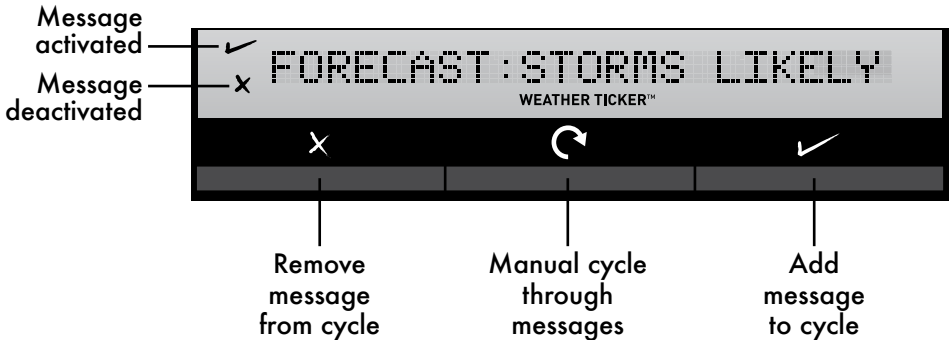 Message
activated
Message
deactivated
FORECAST:STORMS LIKELY
WEATHER TICKER™
Remove
message
from cycle
Manual cycle
through
messages
Add
message
to cycle